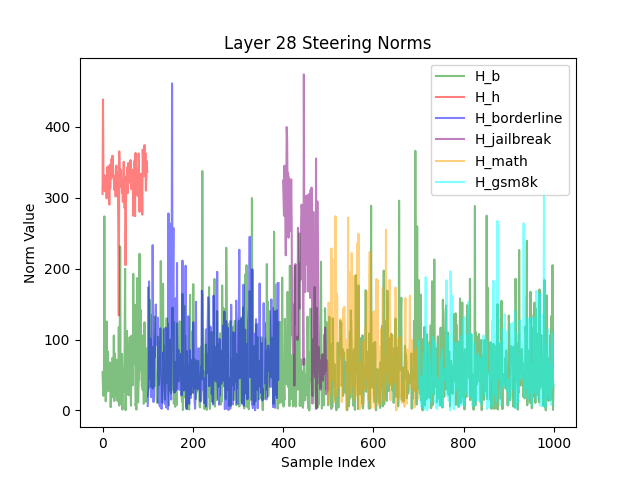 Layer 28 Steering Norms
H_b
H_h
H_borderline
H_jailbreak
H_math
H_gsm8k
Norm Value
400
300
200
100
0
0
200
400
600
800
1000
Sample Index